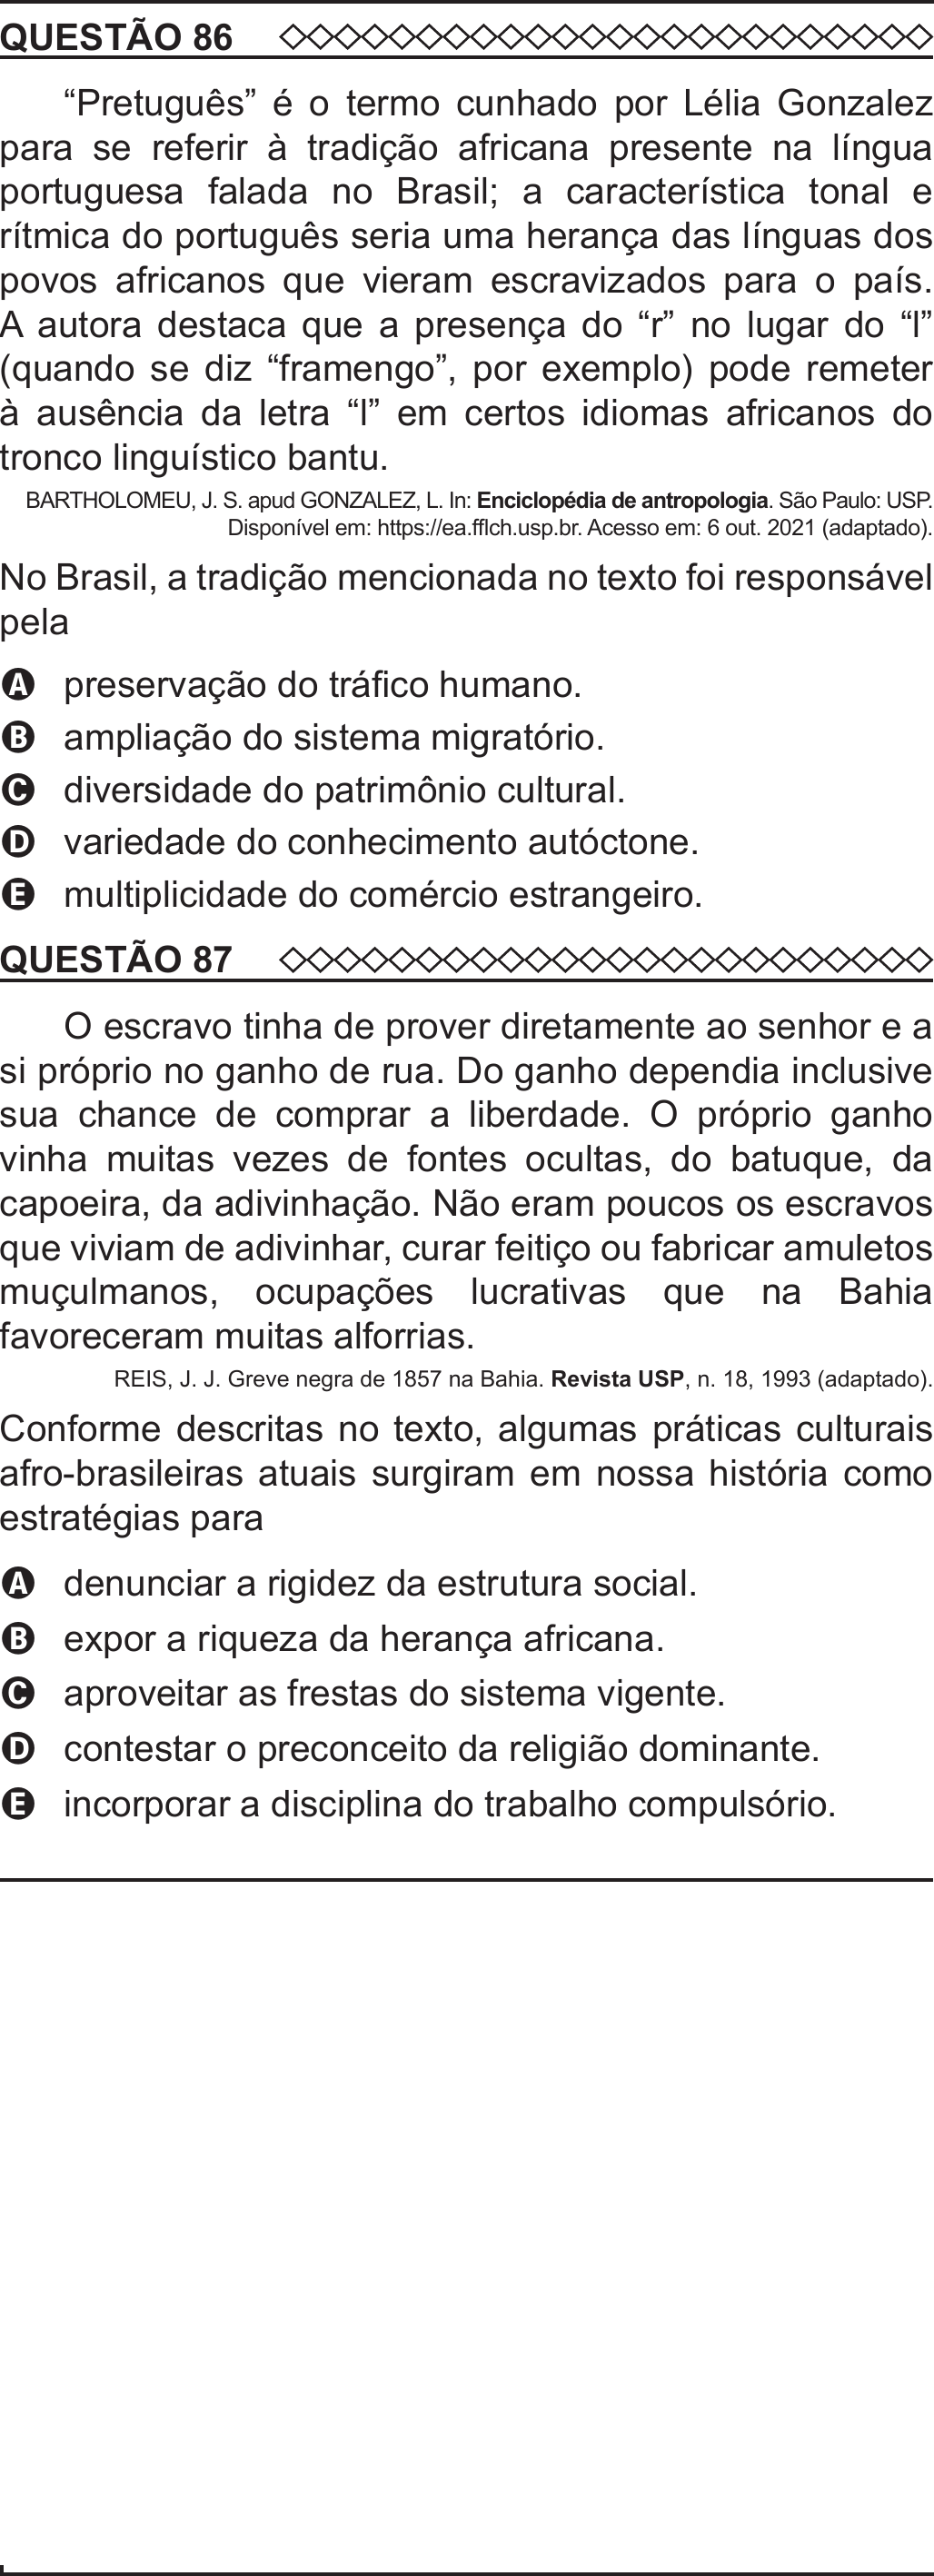 QUESTÃO 86
“Pretuguês” é o termo cunhado por Lélia Gonzalez
para se referir à tradição africana presente na língua
portuguesa falada no Brasil; a característica tonal e
rítmica do português seria uma herança das línguas dos
povos africanos que vieram escravizados para o país.
A autora destaca que a presença do “r” no lugar do “l”
(quando se diz “framengo”, por exemplo) pode remeter
à ausência da letra “l” em certos idiomas africanos do
tronco linguístico bantu.
BARTHOLOMEU, J. S. apud GONZALEZ, L. In: Enciclopédia de antropologia. São Paulo: USP.
Disponível em: https://ea.fflch.usp.br. Acesso em: 6 out. 2021 (adaptado).
No Brasil, a tradição mencionada no texto foi responsável
pela
A preservação do tráfico humano.
B ampliação do sistema migratório.
C diversidade do patrimônio cultural.
D variedade do conhecimento autóctone.
E multiplicidade do comércio estrangeiro.
QUESTÃO 87
O escravo tinha de prover diretamente ao senhor e a
si próprio no ganho de rua. Do ganho dependia inclusive
sua chance de comprar a liberdade. O próprio ganho
vinha muitas vezes de fontes ocultas, do batuque, da
capoeira, da adivinhação. Não eram poucos os escravos
que viviam de adivinhar, curar feitiço ou fabricar amuletos
muçulmanos, ocupações lucrativas que na Bahia
favoreceram muitas alforrias.
REIS, J. J. Greve negra de 1857 na Bahia. Revista USP, n. 18, 1993 (adaptado).
Conforme descritas no texto, algumas práticas culturais
afro-brasileiras atuais surgiram em nossa história como
estratégias para
A denunciar a rigidez da estrutura social.
B expor a riqueza da herança africana.
C aproveitar as frestas do sistema vigente.
D contestar o preconceito da religião dominante.
E incorporar a disciplina do trabalho compulsório.